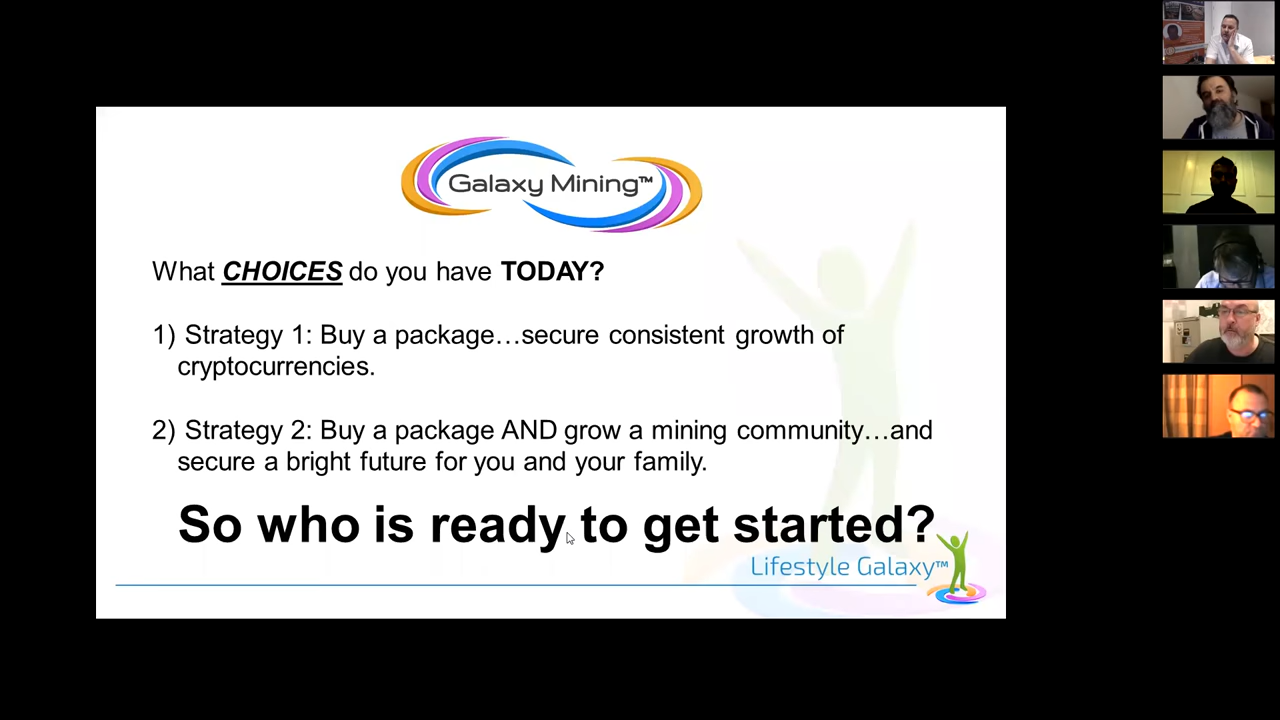 Galaxy Mining™
What CHOICES do you have TODAY?
1) Strategy 1: Buy a package…secure consistent growth of
cryptocurrencies.
2) Strategy 2: Buy a package AND grow a mining community…and
secure a bright future for you and your family.
So who is ready to get started?
Lifestyle Galaxy™